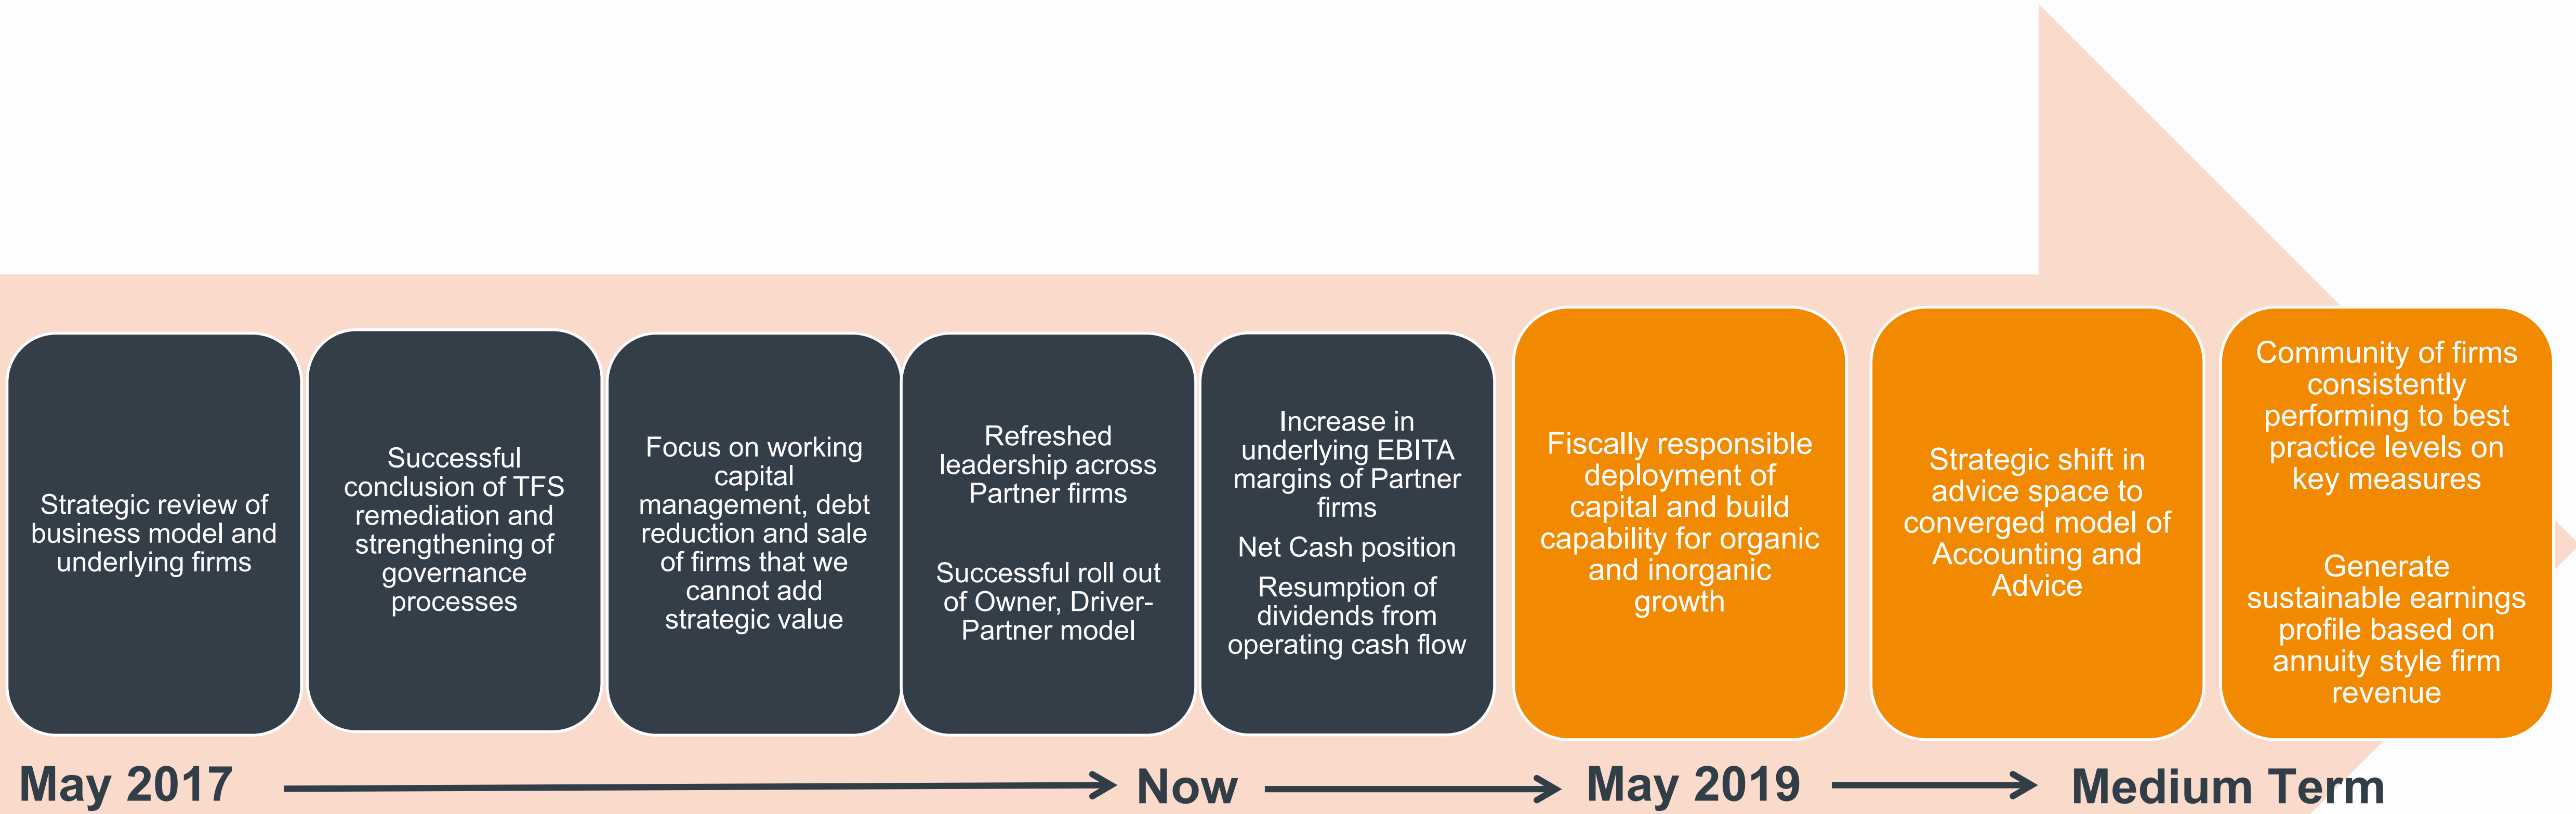 Strategic review of
business model and
underlying firms
Successful
conclusion of TFS
remediation and
strengthening of
governance
processes
Focus on working
capital
management, debt
reduction and sale
of firms that we
cannot add
strategic value
Refreshed
leadership across
Partner firms
Successful roll out
of Owner, Driver-
Partner model
Increase in
underlying EBITA
margins of Partner
firms
Net Cash position
Resumption of
dividends from
operating cash flow
Fiscally responsible
deployment of
capital and build
capability for organic
and inorganic
growth
Strategic shift in
advice space to
converged model of
Accounting and
Advice
Community of firms
consistently
performing to best
practice levels on
key measures
Generate
sustainable earnings
profile based on
annuity style firm
revenue
May 2017
Now
May 2019
Medium Term